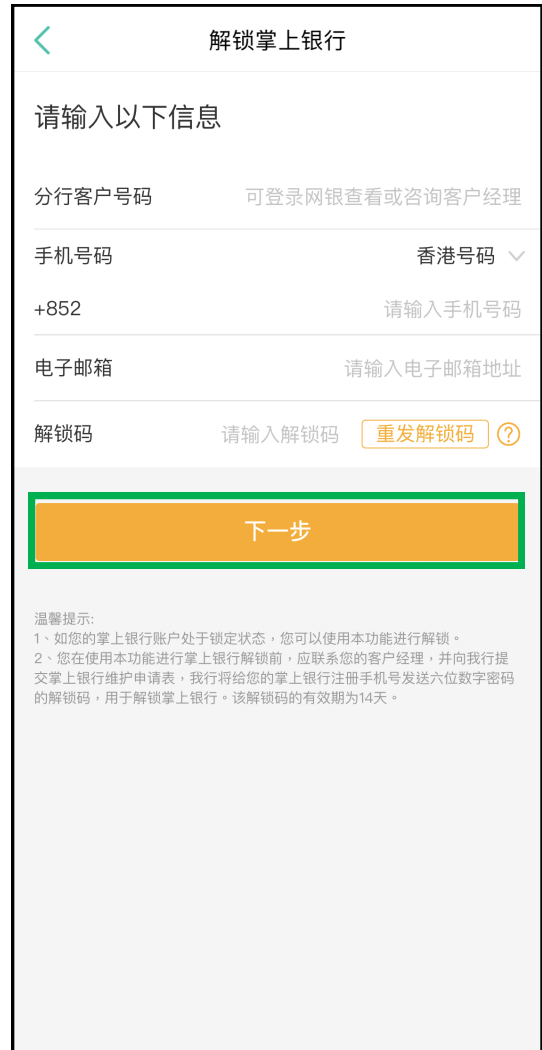 解锁掌上银行
请输入以下信息
分行客户号码 可登录网银查看或咨询客户经理
手机号码 香港号码
+852 请输入手机号码
电子邮箱 请输入电子邮箱地址
解锁码 请输入解锁码 重发解锁码 ?
下一步
温馨提示:
1、如您的掌上银行账户处于锁定状态，您可以使用本功能进行解锁。
2、您在使用本功能进行掌上银行解锁前，应联系您的客户经理，并向我行提
交掌上银行维护申请表，我行将给您的掌上银行注册手机号发送六位数字密码
的解锁码，用于解锁掌上银行。该解锁码的有效期为14天。